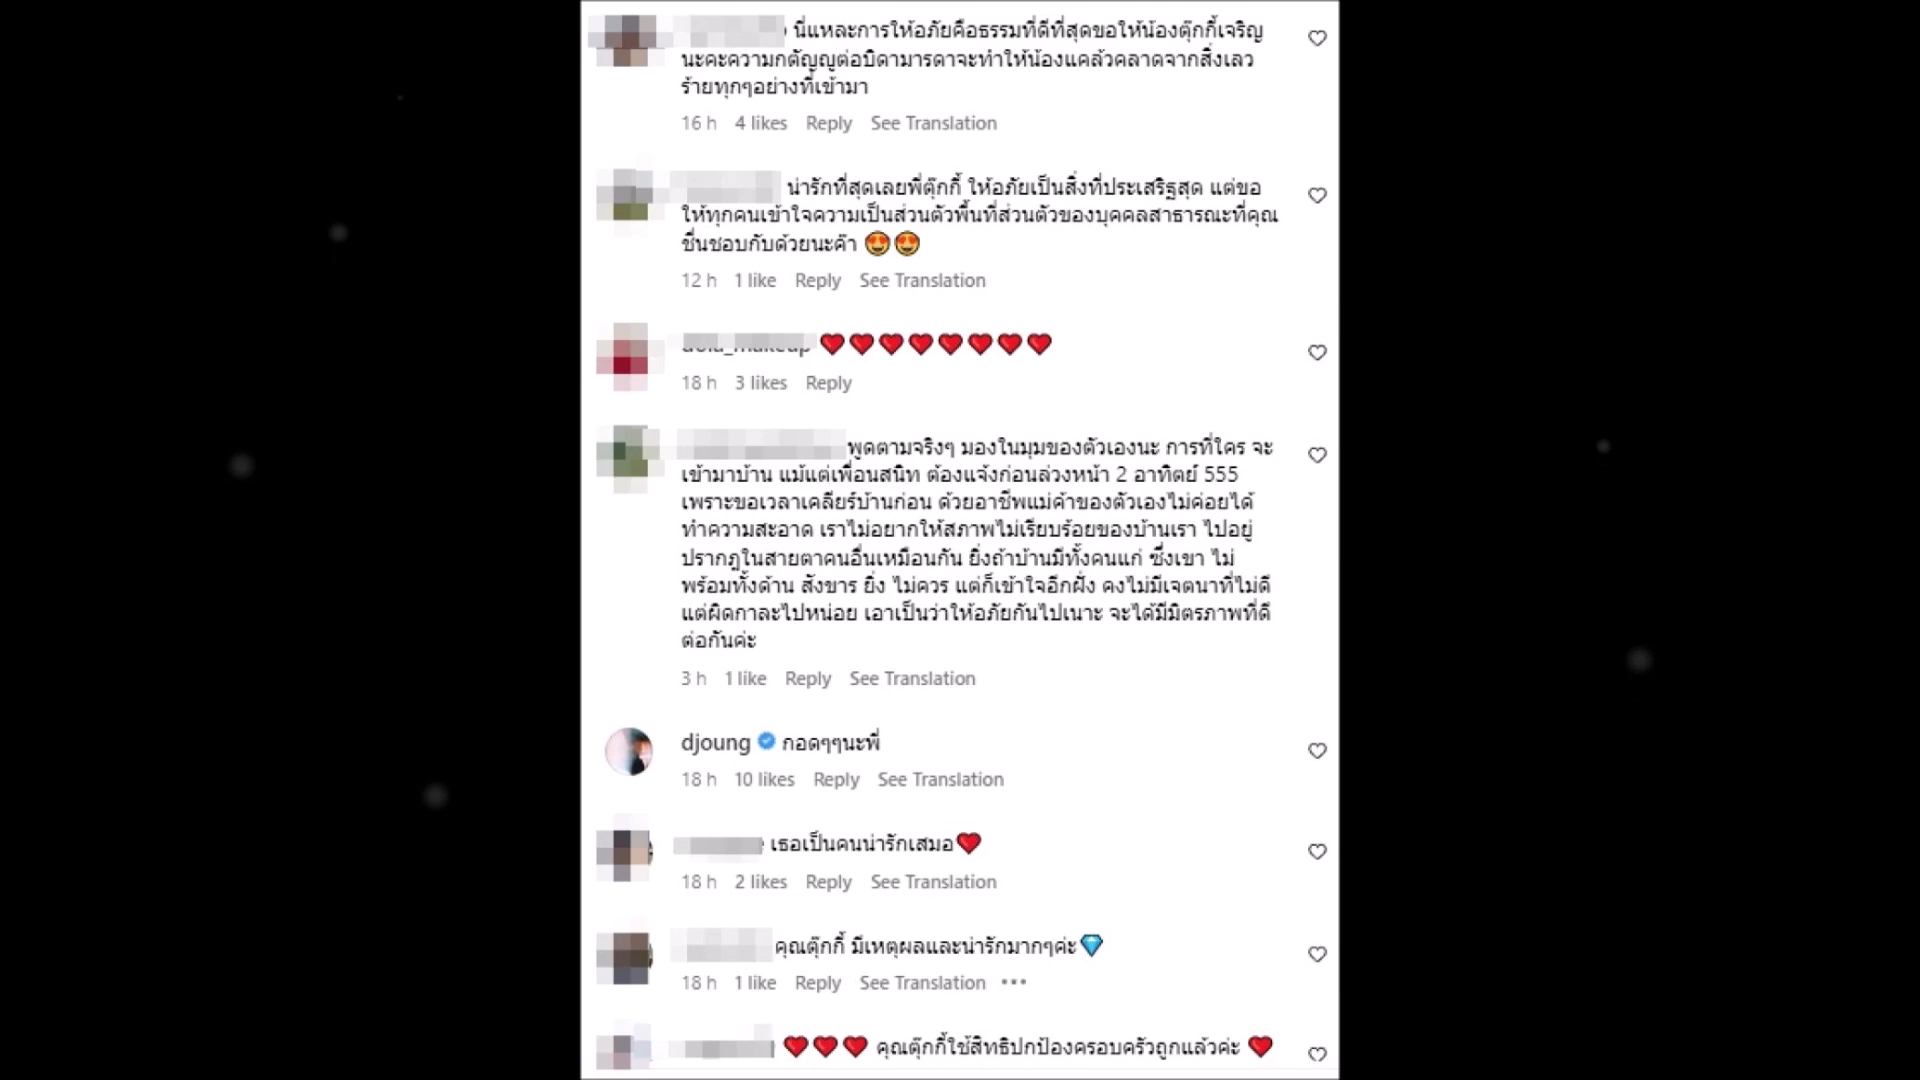 นี่แหละการให้อภัยคือธรรมที่ดีที่สุดขอให้น้องตุ๊กกี้เจริญ
นะคะความกตัญญูต่อบิดามารดาจะทำให้น้องแคล้วคลาดจากสิ่งเลว
ร้ายทุกๆอย่างที่เข้ามา
16 h 4 likes Reply See Translation
น่ารักที่สุดเลยพี่ตุ๊กกี้ ให้อภัยเป็นสิ่งที่ประเสริฐสุด แต่ขอ
ให้ทุกคนเข้าใจความเป็นส่วนตัวพื้นที่ส่วนตัวของบุคคลสาธารณะที่คุณ
ชื่นชอบกับด้วยนะค๊า 😍😍
12 h 1 like Reply See Translation
❤️❤️❤️❤️❤️❤️❤️❤️
18 h 3 likes Reply
พูดตามจริงๆ มองในมุมของตัวเองนะ การที่ใคร จะ
เข้ามาบ้าน แม้แต่เพื่อนสนิท ต้องแจ้งก่อนล่วงหน้า 2 อาทิตย์ 555
เพราะขอเวลาเคลียร์บ้านก่อน ด้วยอาชีพแม่ค้าของตัวเองไม่ค่อยได้
ทำความสะอาด เราไม่อยากให้สภาพไม่เรียบร้อยของบ้านเรา ไปอยู่
ปรากฎในสายตาคนอื่นเหมือนกัน ยิ่งถ้าบ้านมีทั้งคนแก่ ซึ่งเขา ไม่
พร้อมทั้งด้าน สังขาร ยิ่ง ไม่ควร แต่ก็เข้าใจอีกฝั่ง คงไม่มีเจตนาที่ไม่ดี
แต่ผิดกาละไปหน่อย เอาเป็นว่าให้อภัยกันไปเนาะ จะได้มีมิตรภาพที่ดี
ต่อกันค่ะ
3 h 1 like Reply See Translation
djoung กอดๆๆนะพี่
18 h 10 likes Reply See Translation
เธอเป็นคนน่ารักเสมอ❤️
18 h 2 likes Reply See Translation
คุณตุ๊กกี้ มีเหตุผลและน่ารักมากๆค่ะ💎
18 h 1 like Reply See Translation •••
❤️❤️❤️ คุณตุ๊กกี้ใช้สิทธิปกป้องครอบครัวถูกแล้วค่ะ ❤️